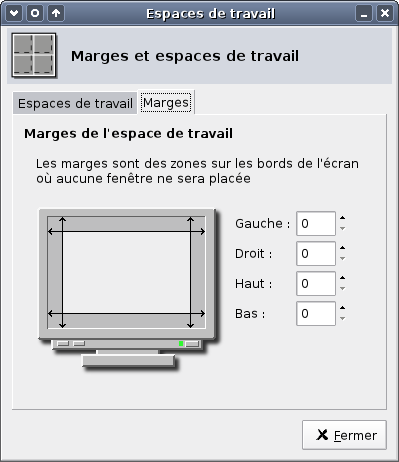 Espaces de travail
Marges et espaces de travail
Espaces de travail
Marges
Marges de l'espace de travail
Les marges sont des zones sur les bords de l'écran
où aucune fenêtre ne sera placée
Gauche : 0
Droit : 0
Haut : 0
Bas : 0
Fermer